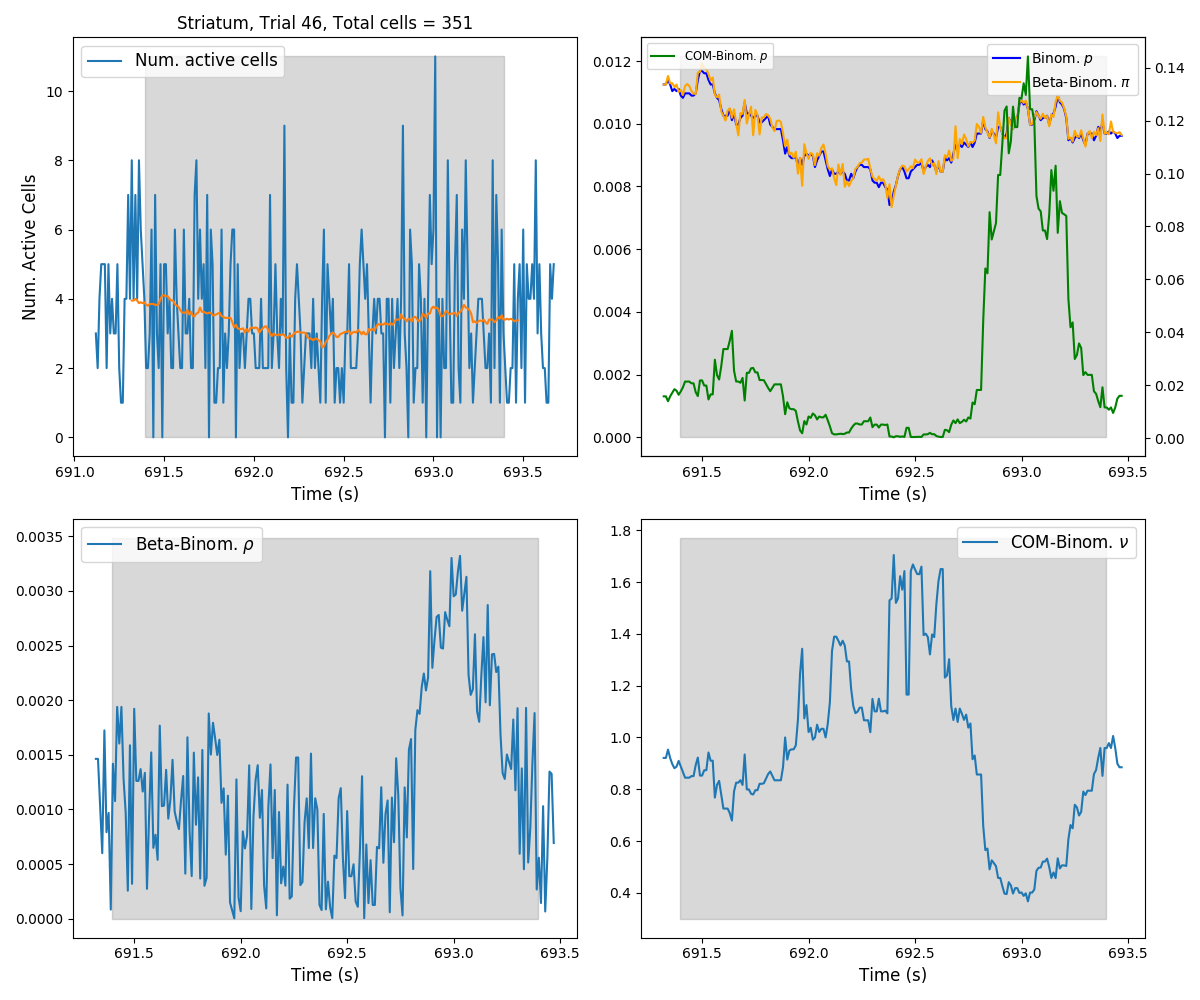 Striatum, Trial 46, Total cells = 351
Num. active cells
Num. Active Cells
10
8
6
4
2
0
691.0 691.5 692.0 692.5 693.0 693.5
Time (s)
COM-Binom. p
Binom. p
Beta-Binom. π
0.012
0.010
0.008
0.006
0.004
0.002
0.000
0.14
0.12
0.10
0.08
0.06
0.04
0.02
0.00
691.5 692.0 692.5 693.0 693.5
Time (s)
Beta-Binom. ρ
0.0035
0.0030
0.0025
0.0020
0.0015
0.0010
0.0005
0.0000
691.5 692.0 692.5 693.0 693.5
Time (s)
COM-Binom. ν
1.8
1.6
1.4
1.2
1.0
0.8
0.6
0.4
691.5 692.0 692.5 693.0 693.5
Time (s)